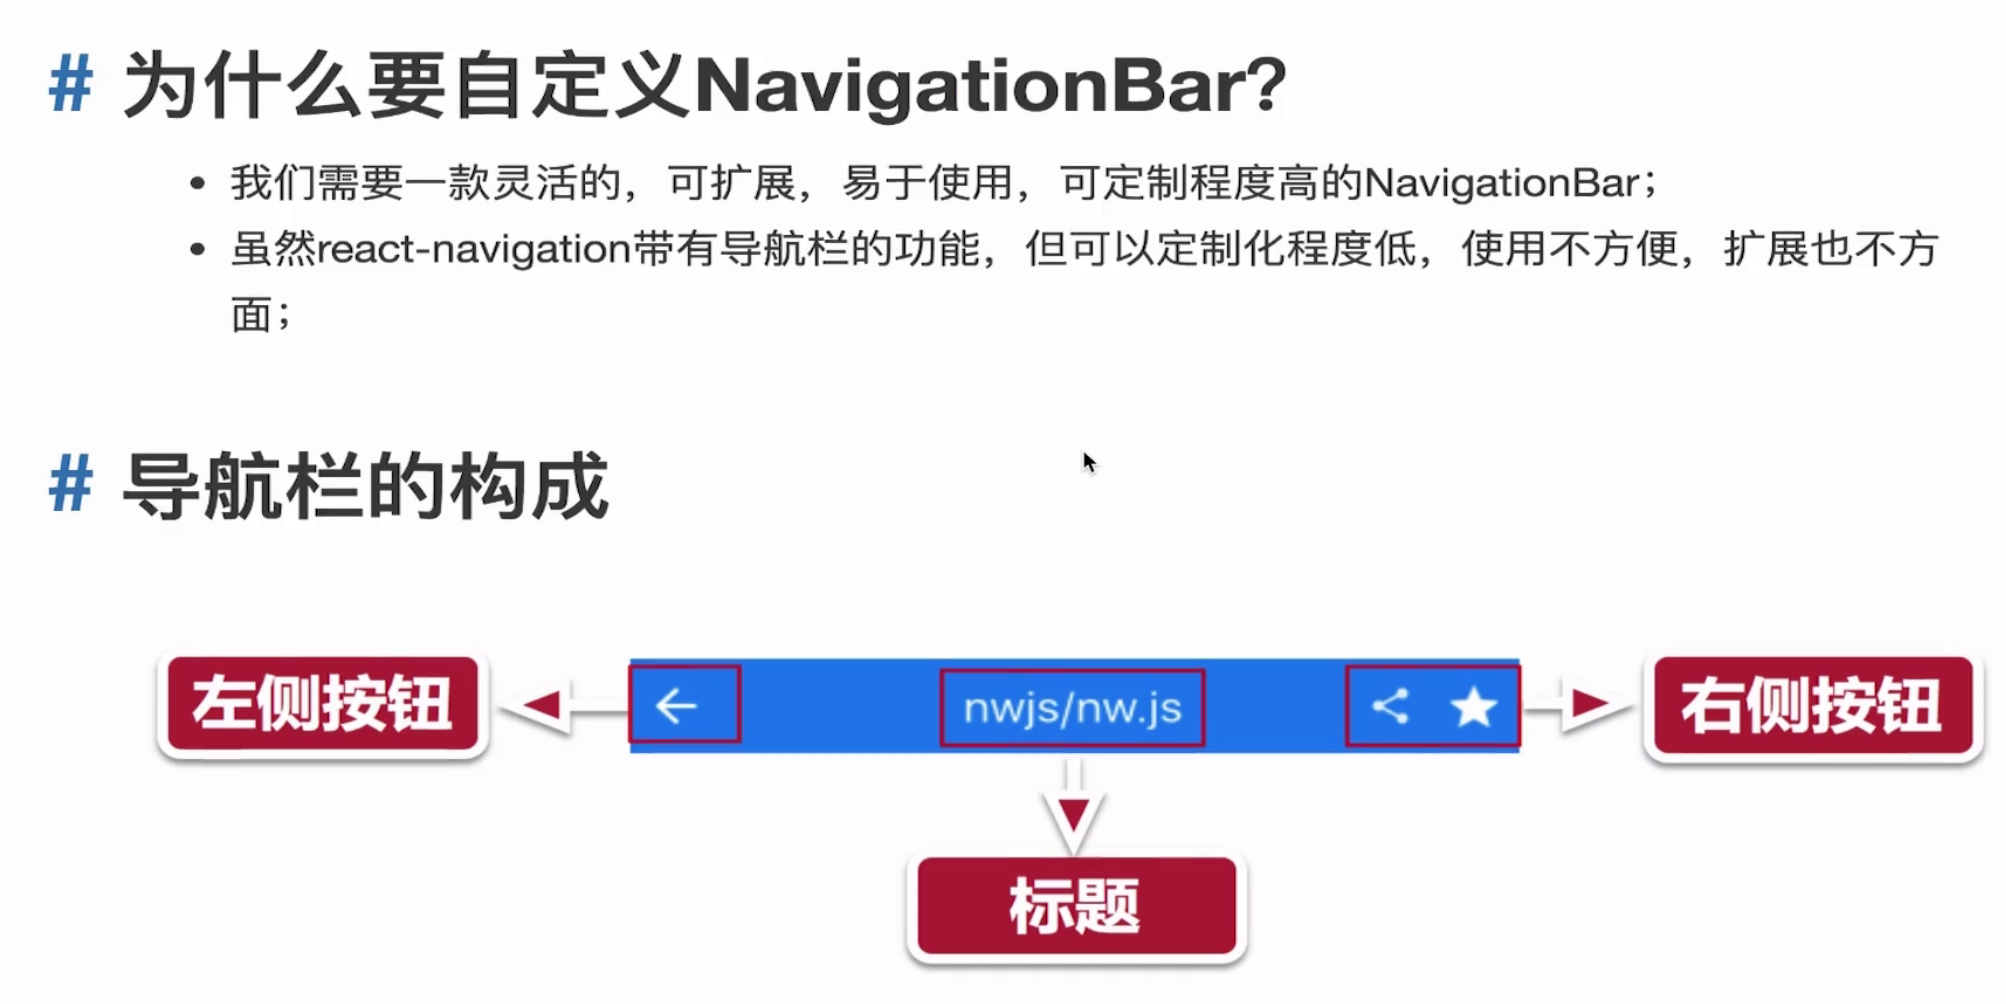 # 为什么要自定义NavigationBar?
• 我们需要一款灵活的，可扩展，易于使用，可定制程度高的NavigationBar；
• 虽然react-navigation带有导航栏的功能，但可以定制化程度低，使用不方便，扩展也不方
面；
# 导航栏的构成
左侧按钮
nwjs/nw.js
右侧按钮
标题